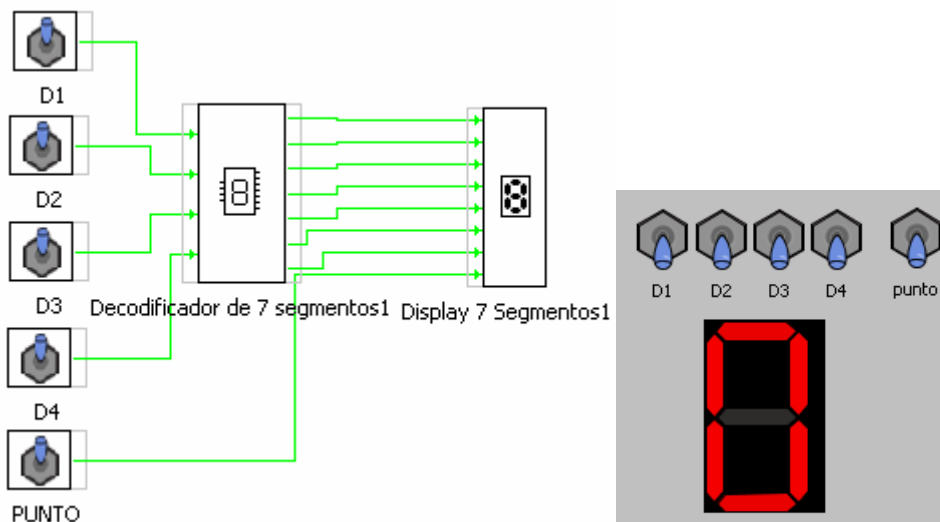 D1
D2
D3
Decodificador de 7 segmentos1
Display 7 Segmentos1
D4
PUNTO
D1 D2 D3 D4 punto